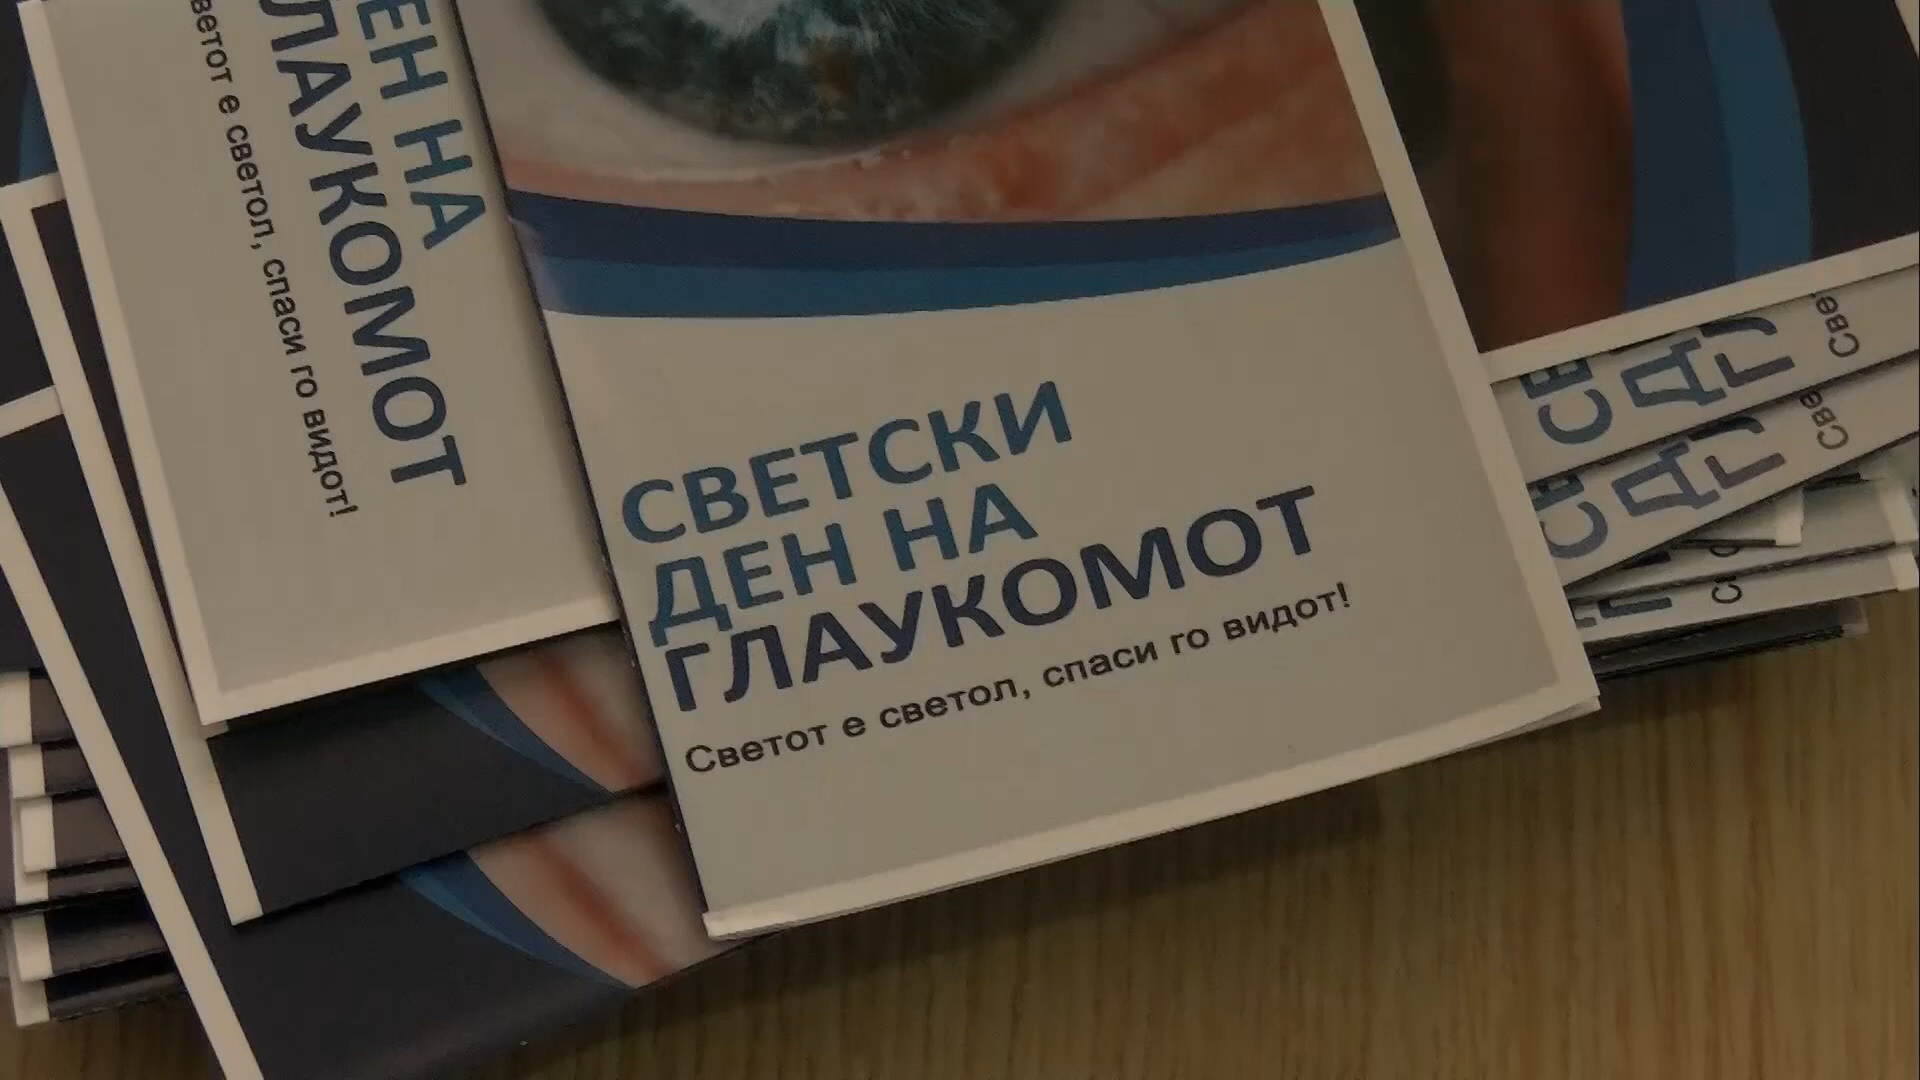 ЕН НА
ЛАУКОМОТ
ветот е светол, спаси го видот!
СВЕТСКИ
ДЕН НА
ГЛАУКОМОТ
Светот е светол, спаси го видот!